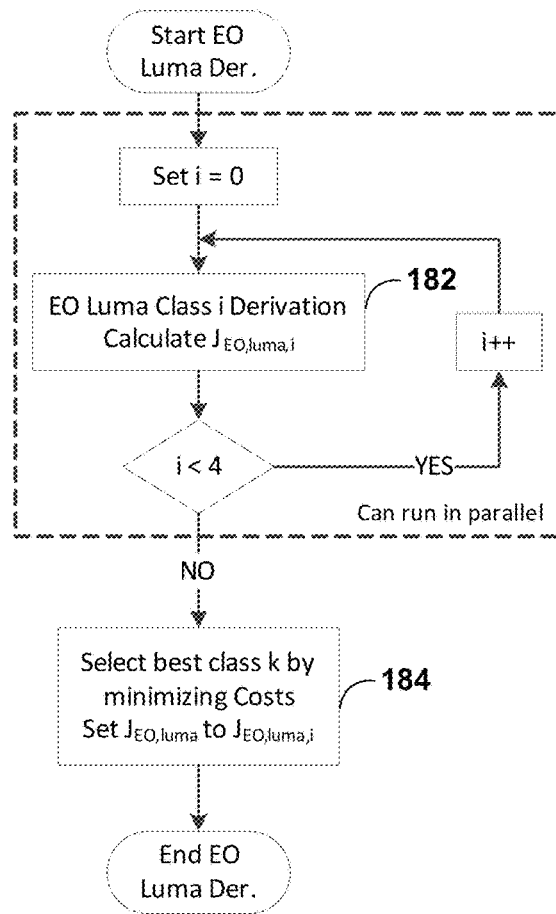 Start EO
Luma Der.
Set i = 0
EO Luma Class i Derivation
Calculate J_EO,luma,i
182
i++
i < 4
YES
Can run in parallel
NO
Select best class k by
minimizing Costs
Set J_EO,luma to J_EO,luma,i
184
End EO
Luma Der.